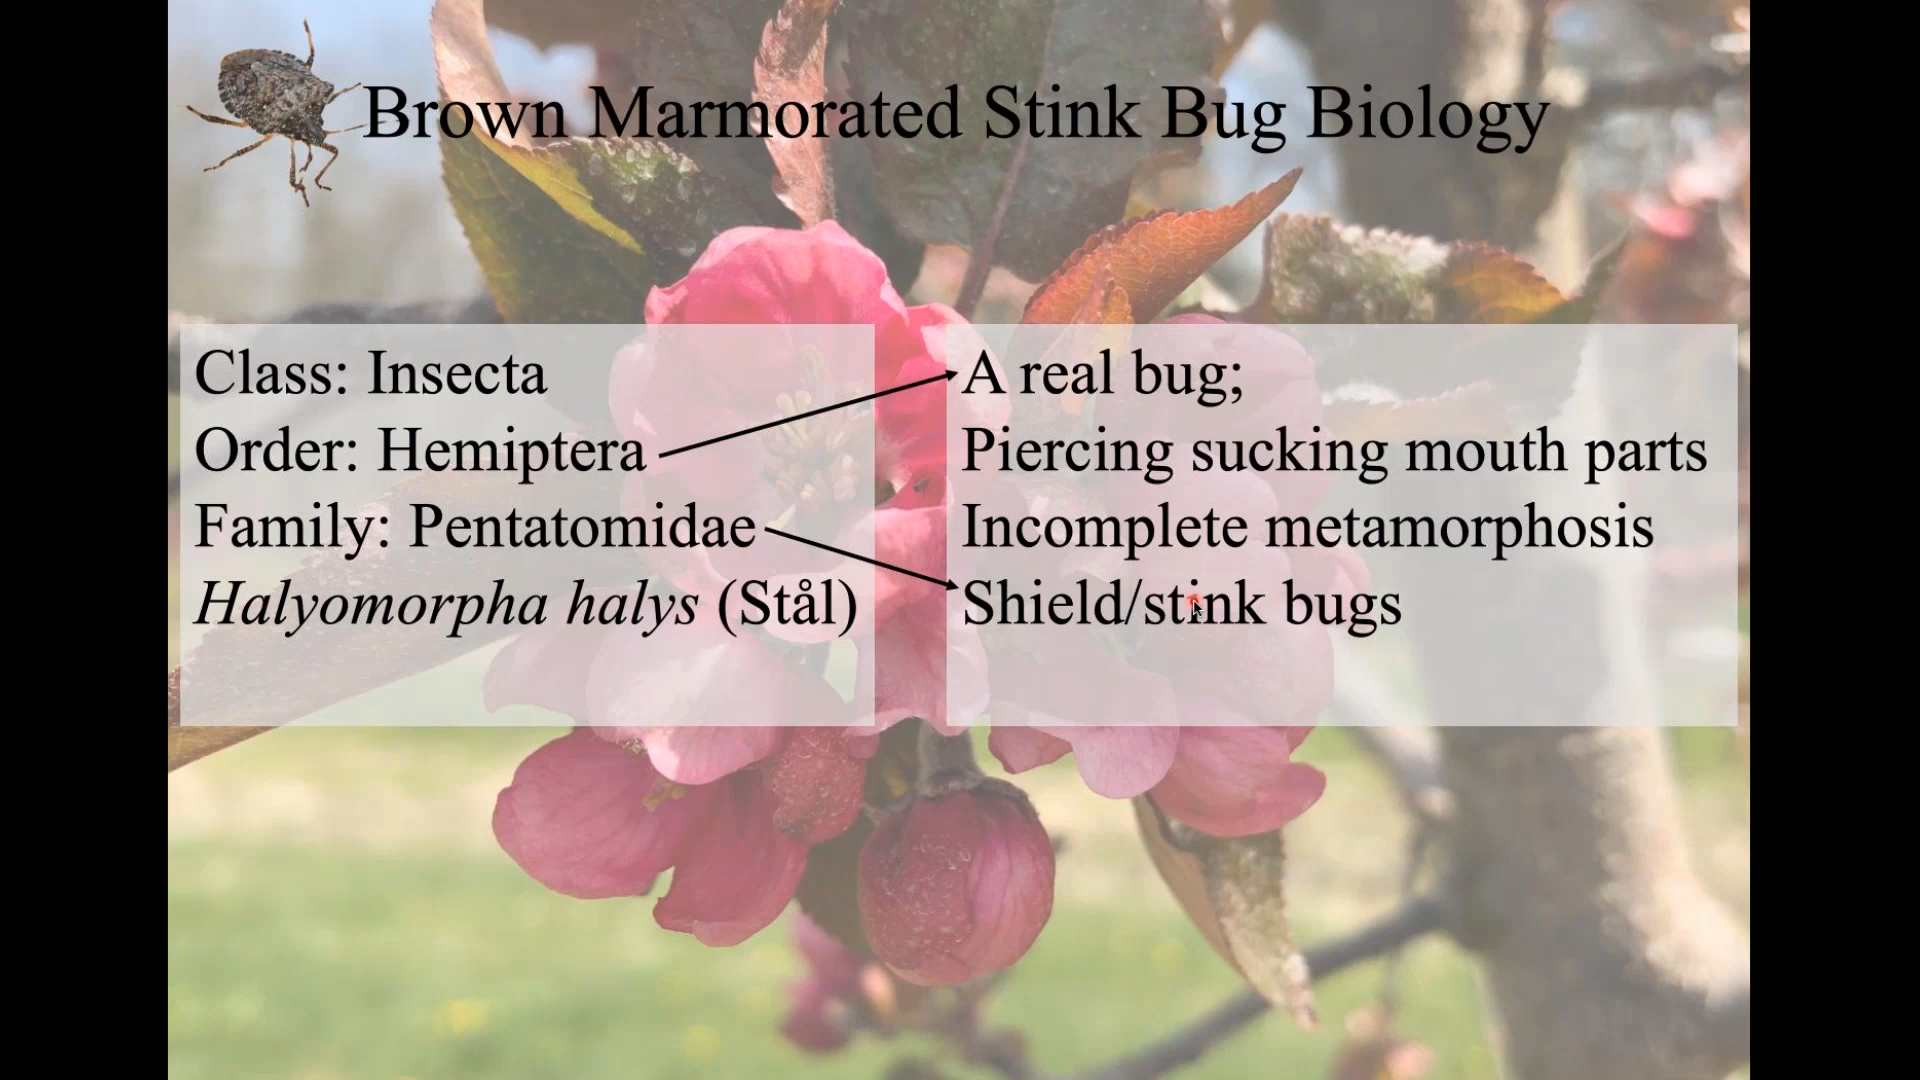 Brown Marmorated Stink Bug Biology
Class: Insecta
Order: Hemiptera
Family: Pentatomidae
Halyomorpha halys (Stål)
A real bug;
Piercing sucking mouth parts
Incomplete metamorphosis
Shield/stink bugs